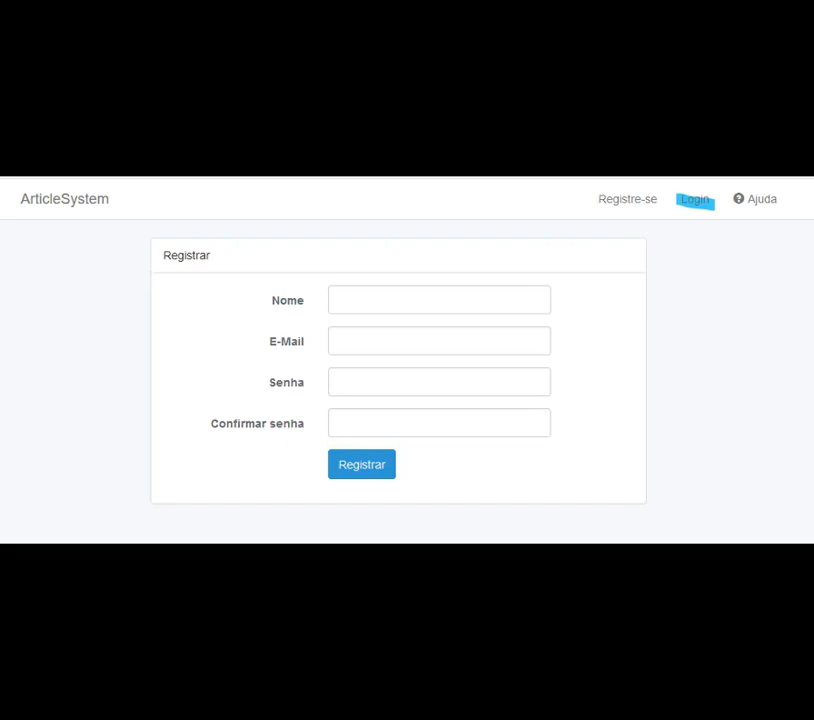 ArticleSystem Registre-se Login Ajuda
Registrar
Nome
E-Mail
Senha
Confirmar senha
Registrar